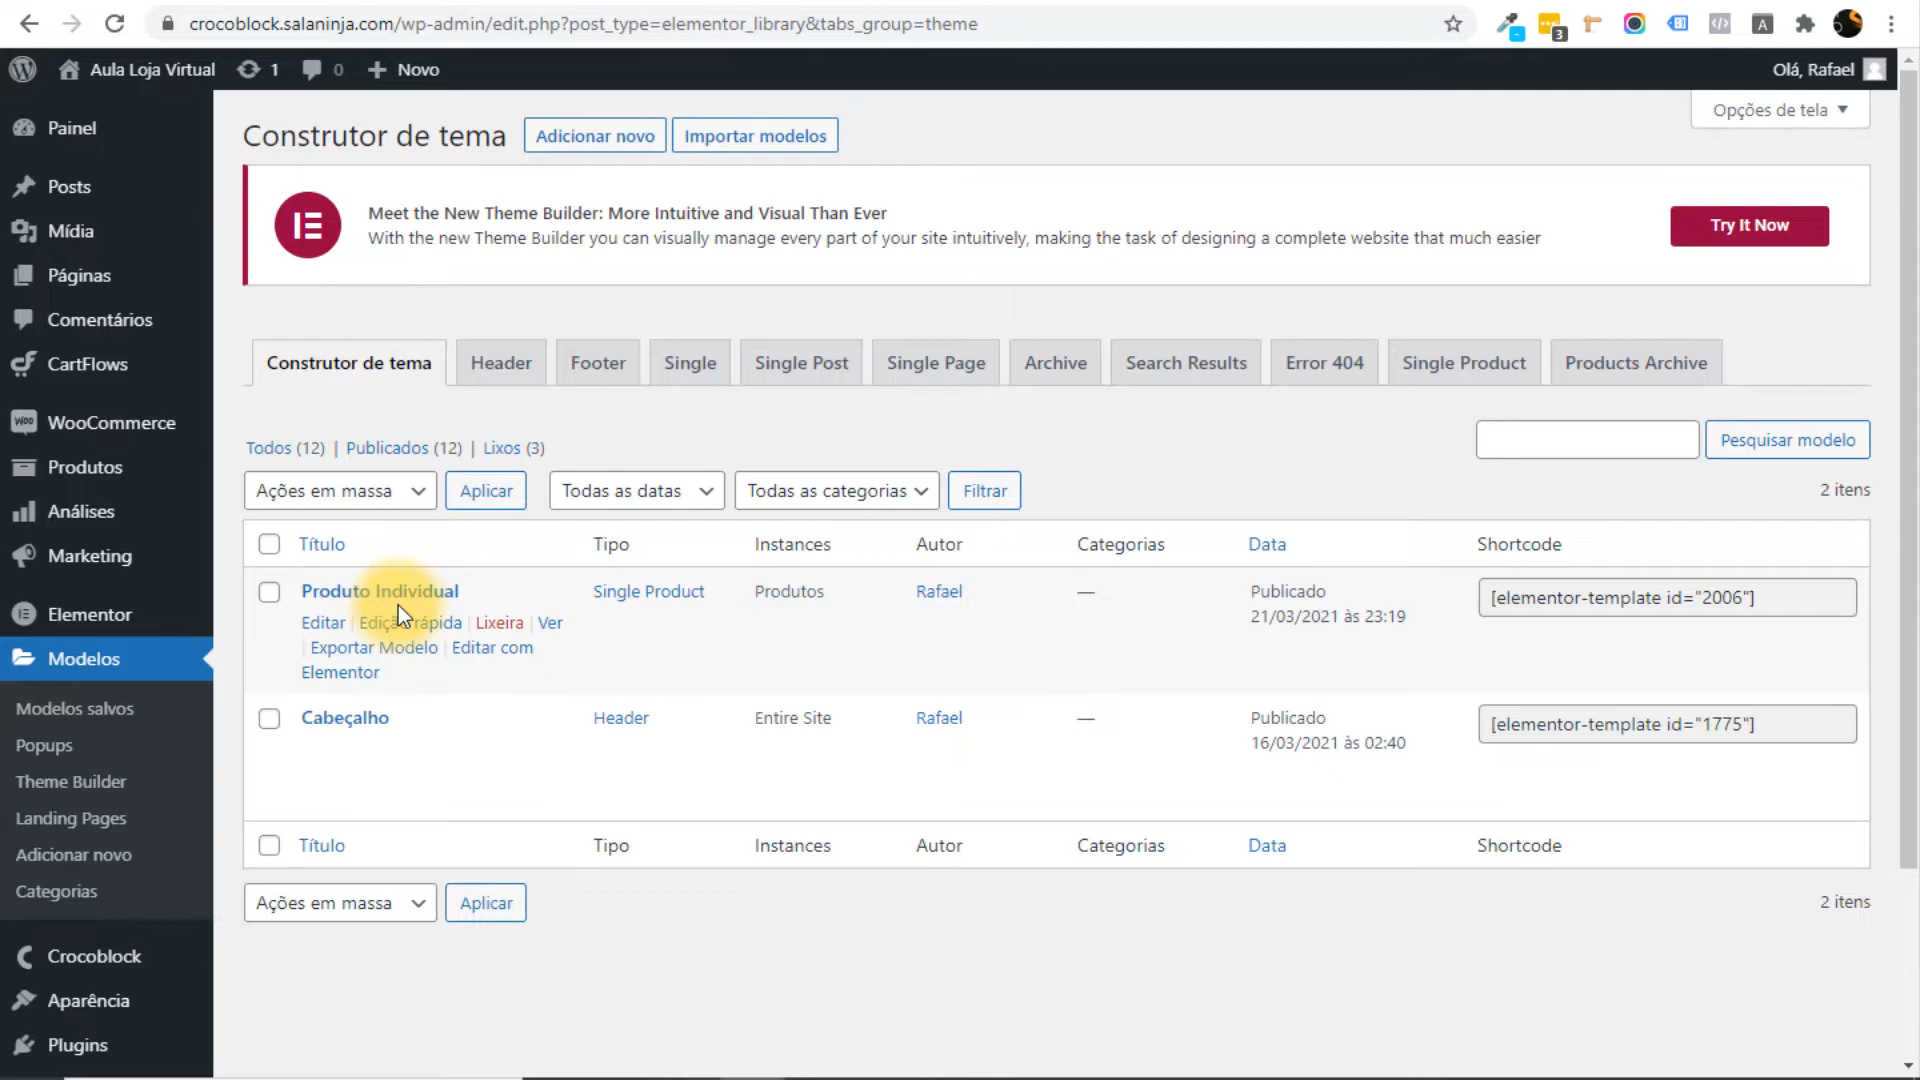 crocoblock.salaninja.com/wp-admin/edit.php?post_type=elementor_library&tabs_group=theme
3
A
Aula Loja Virtual 1 0 Novo
Olá, Rafael
Painel
Posts
Mídia
Páginas
Comentários
CartFlows
WooCommerce
Produtos
Análises
Marketing
Elementor
Modelos
Modelos salvos
Popups
Theme Builder
Landing Pages
Adicionar novo
Categorias
Crocoblock
Aparência
Plugins
Opções de tela
Construtor de tema Adicionar novo Importar modelos
Meet the New Theme Builder: More Intuitive and Visual Than Ever
With the new Theme Builder you can visually manage every part of your site intuitively, making the task of designing a complete website that much easier
Try It Now
Construtor de tema Header Footer Single Single Post Single Page Archive Search Results Error 404 Single Product Products Archive
Todos (12) | Publicados (12) | Lixos (3)
Pesquisar modelo
Ações em massa Aplicar Todas as datas Todas as categorias Filtrar
2 itens
Título Tipo Instances Autor Categorias Data Shortcode
Produto Individual Single Product Produtos Rafael — Publicado
21/03/2021 às 23:19
[elementor-template id="2006"]
Editar | Edição rápida | Lixeira | Ver
| Exportar Modelo | Editar com
Elementor
Cabeçalho Header Entire Site Rafael — Publicado
16/03/2021 às 02:40
[elementor-template id="1775"]
Título Tipo Instances Autor Categorias Data Shortcode
Ações em massa Aplicar
2 itens